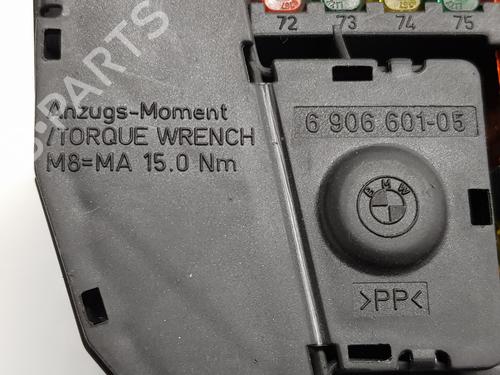 72 73 74 75
Anzugs-Moment
/TORQUE WRENCH
M8=MA 15.0 Nm
6 906 601-05
BMW
>PP<
-PARTS